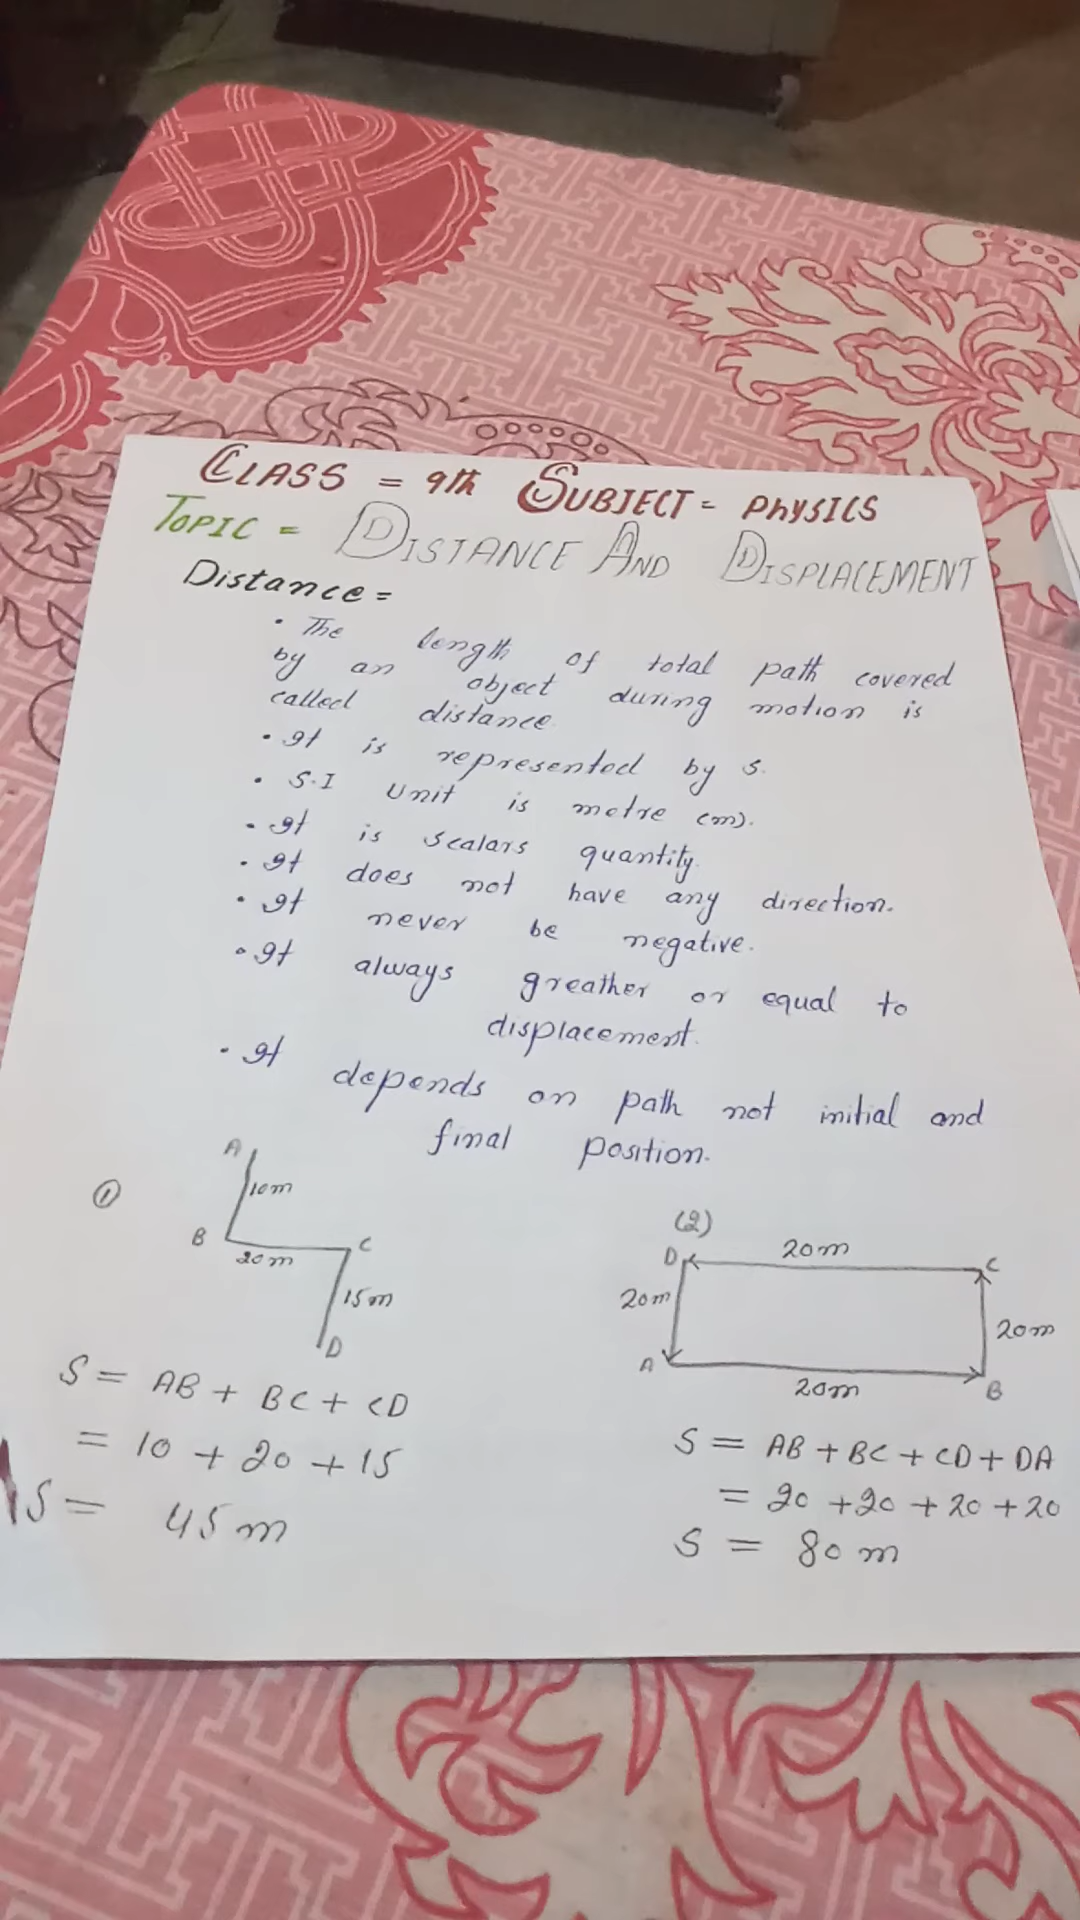 CLASS = 9th SUBJECT = PHYSICS
TOPIC = DISTANCE AND DISPLACEMENT
Distance =
• The length of total path covered
by an object during motion is
called distance.
• It is represented by s.
• S.I Unit is metre (m).
• It is scalars quantity.
• It does not have any direction.
• It never be negative.
• It always greather or equal to
displacement.
• It depends on path not initial and
final position.
①
A
10m
B
20m
C
15m
D
S = AB + BC + CD
= 10 + 20 + 15
S = 45 m
(2)
D
20m
C
20m
20m
A
20m
B
S = AB + BC + CD + DA
= 20 + 20 + 20 + 20
S = 80 m